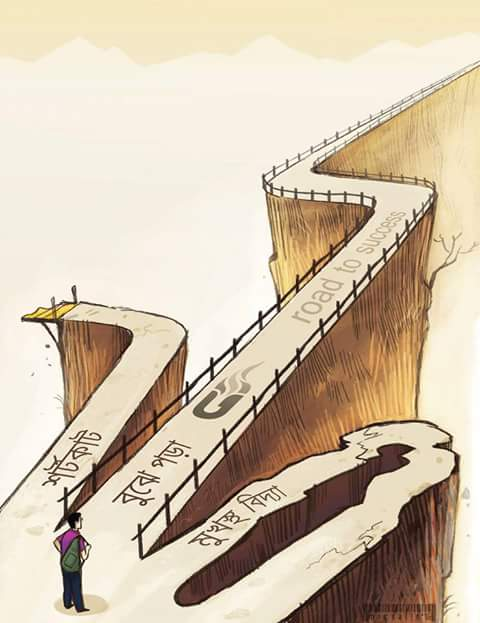 road to success
শর্টকাট
বুঝে পড়া
মুখস্থ বিদ্যা